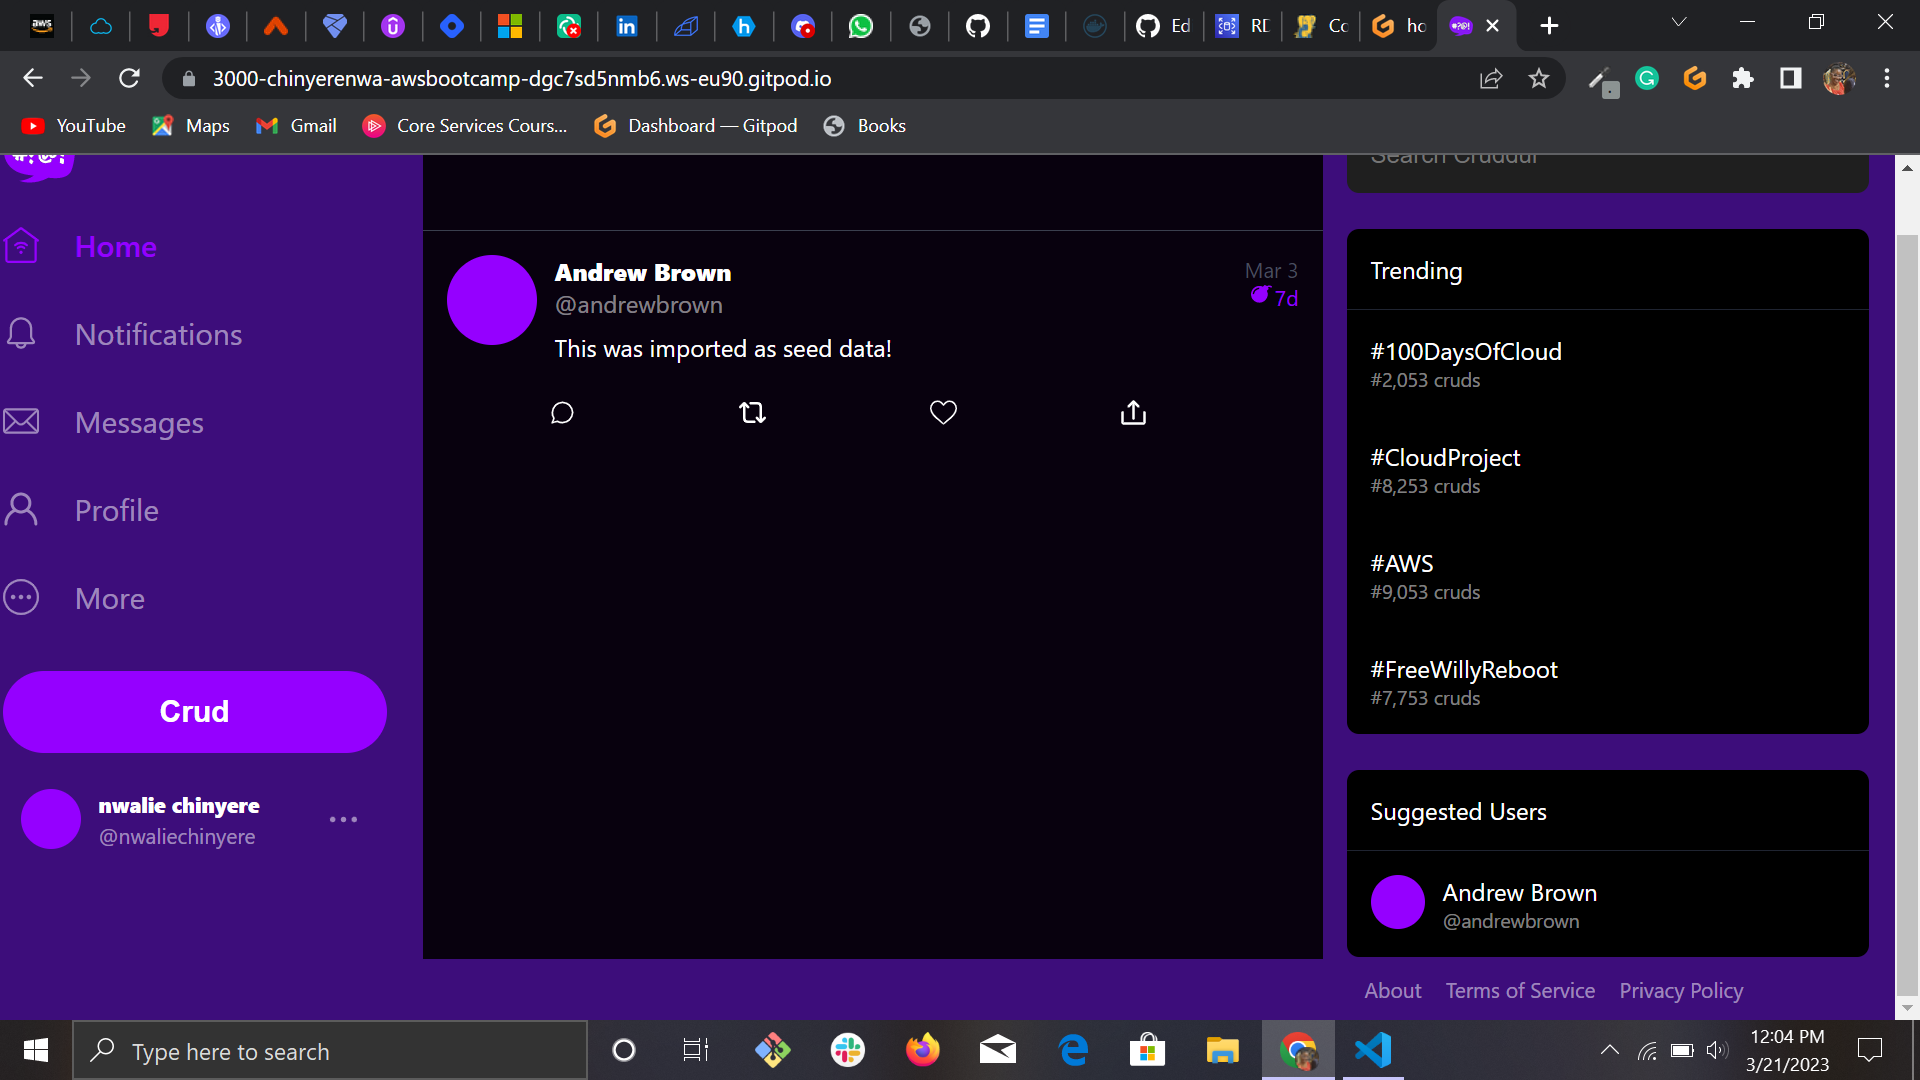 aws
Ed
RD
Co
ho
3000-chinyerenwa-awsbootcamp-dgc7sd5nmb6.ws-eu90.gitpod.io
YouTube
Maps
Gmail
Core Services Cours...
Dashboard — Gitpod
Books
Home
Notifications
Messages
Profile
More
Crud
nwalie chinyere
@nwaliechinyere
Andrew Brown
@andrewbrown
Mar 3
7d
This was imported as seed data!
Search Cruddur
Trending
#100DaysOfCloud
#2,053 cruds
#CloudProject
#8,253 cruds
#AWS
#9,053 cruds
#FreeWillyReboot
#7,753 cruds
Suggested Users
Andrew Brown
@andrewbrown
About
Terms of Service
Privacy Policy
Type here to search
12:04 PM
3/21/2023